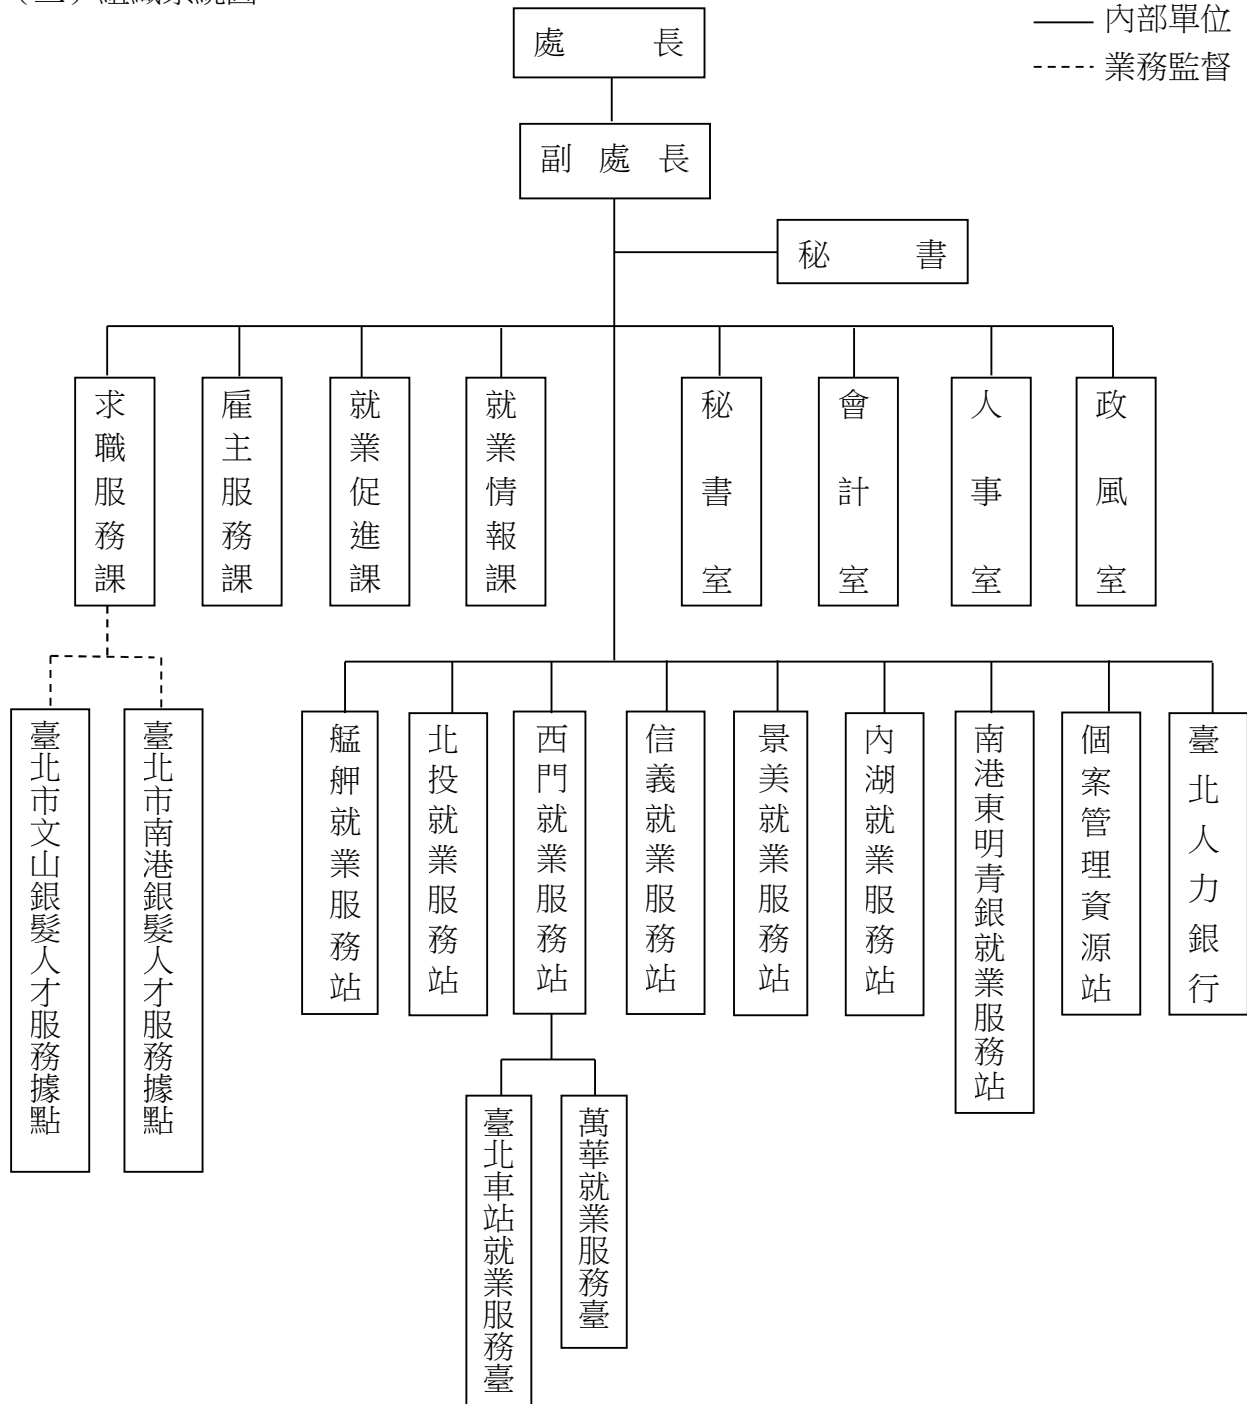 組織系統圖
內部單位
業務監督
處長
副處長
秘書
求職服務課
雇主服務課
就業促進課
就業情報課
秘書室
會計室
人事室
政風室
臺北市文山銀髮人才服務據點
臺北市南港銀髮人才服務據點
艋舺就業服務站
北投就業服務站
西門就業服務站
信義就業服務站
景美就業服務站
內湖就業服務站
南港東明青銀就業服務站
個案管理資源站
臺北人力銀行
臺北車站就業服務臺
萬華就業服務臺